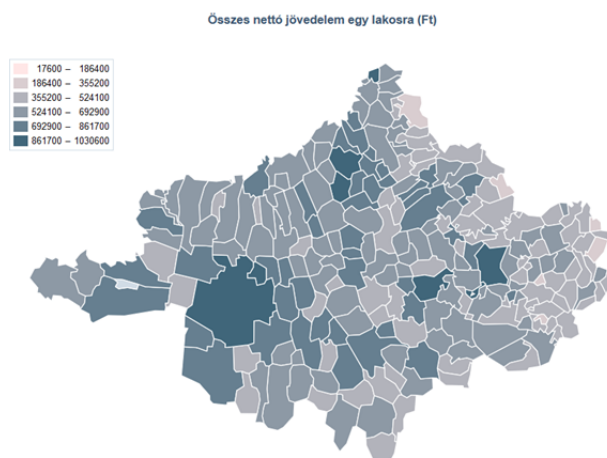 Összes nettó jövedelem egy lakosra (Ft)
17600 – 186400
186400 – 355200
355200 – 524100
524100 – 692900
692900 – 861700
861700 – 1030600